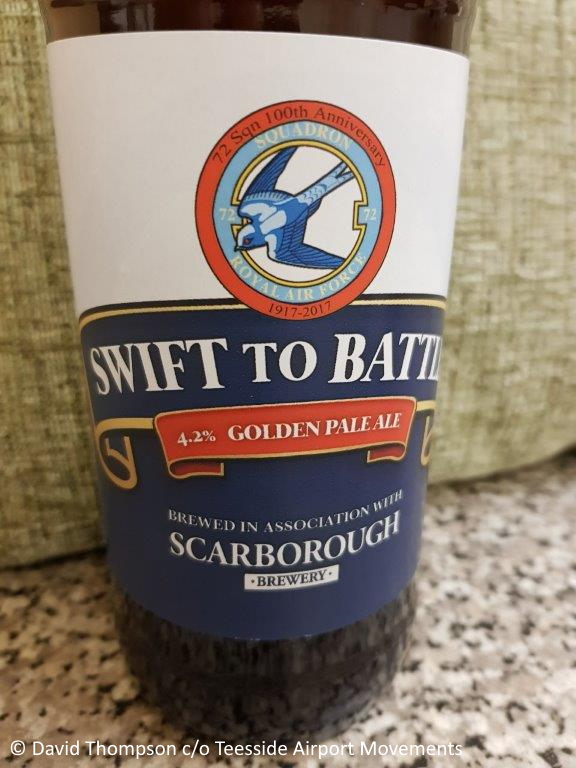 72 Sqn 100th Anniversary
SQUADRON
72 72
ROYAL AIR FORCE
1917-2017
SWIFT TO BATTL
4.2% GOLDEN PALE ALE
BREWED IN ASSOCIATION WITH
SCARBOROUGH
·BREWERY·
© David Thompson c/o Teesside Airport Movements